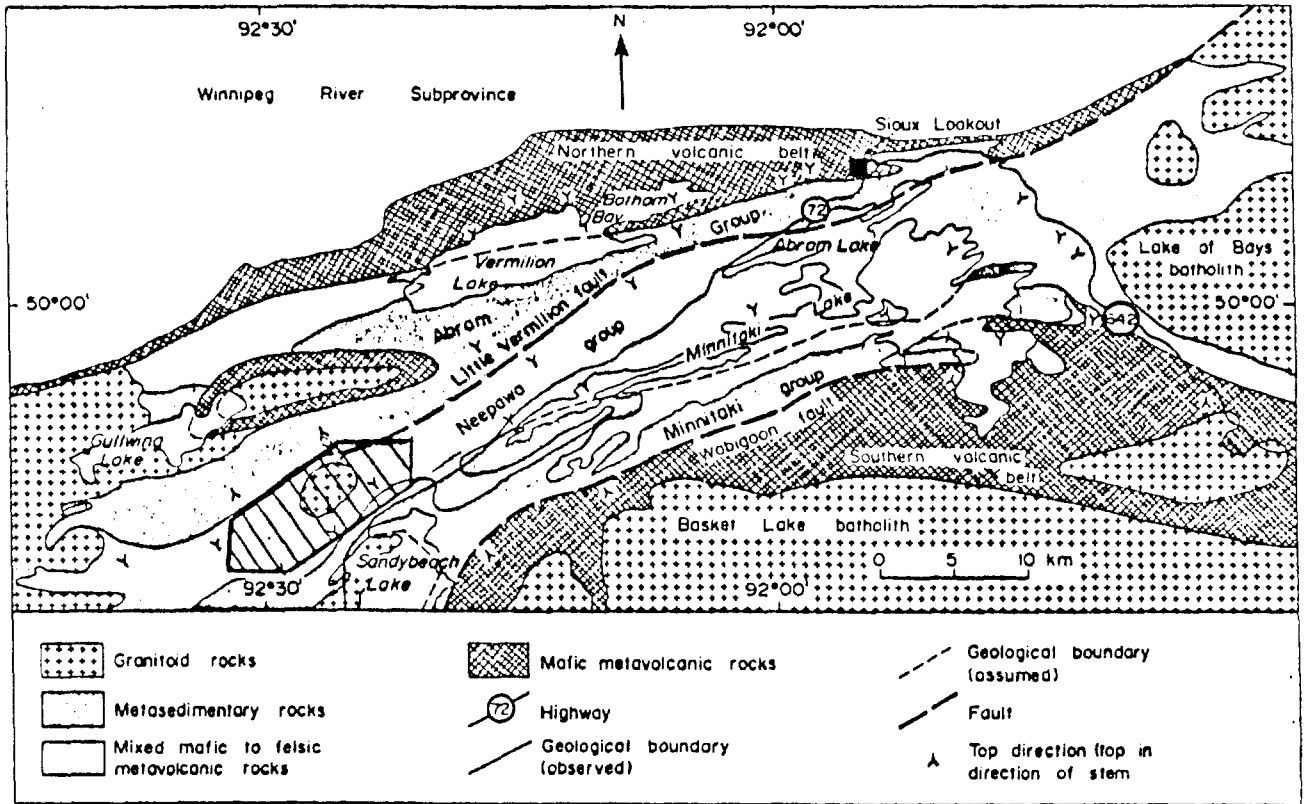 92°30'
92°00'
N
Winnipeg River Subprovince
Sioux Lookout
Northern volcanic belt
Botham
Bay
Group
72
Abram Lake
Lake of Bays
batholith
Vermilion
Lake
50°00'
50°00'
Abram
Little Vermilion fault
group
Neepawa
Minnitaki
Lake
642
Minnitaki group
Wabigoon fault
Southern volcanic
belt
Gullwing
Lake
Basket Lake batholith
0 5 10 km
Sandybeach
Lake
92°30'
92°00'
Granitoid rocks
Metasedimentary rocks
Mixed mafic to felsic
metavolcanic rocks
Mafic metavolcanic rocks
72 Highway
Geological boundary
(observed)
Geological boundary
(assumed)
Fault
Top direction (top in
direction of stem